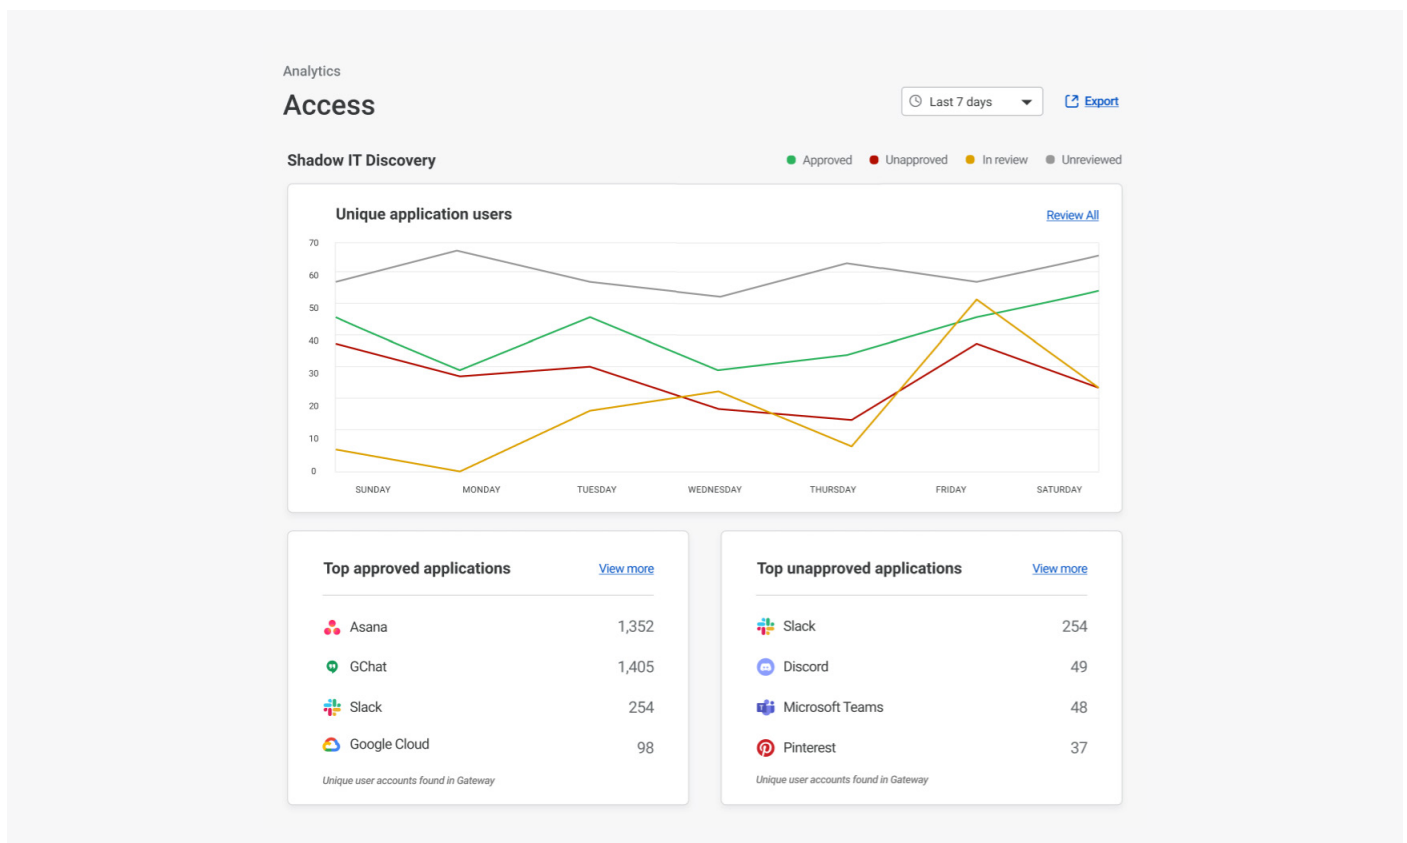 Analytics
Access
Last 7 days
Export
Shadow IT Discovery
Approved Unapproved In review Unreviewed
Unique application users
Review All
70
60
50
40
30
20
10
0
SUNDAY MONDAY TUESDAY WEDNESDAY THURSDAY FRIDAY SATURDAY
Top approved applications
View more
Asana 1,352
GChat 1,405
Slack 254
Google Cloud 98
Unique user accounts found in Gateway
Top unapproved applications
View more
Slack 254
Discord 49
Microsoft Teams 48
Pinterest 37
Unique user accounts found in Gateway